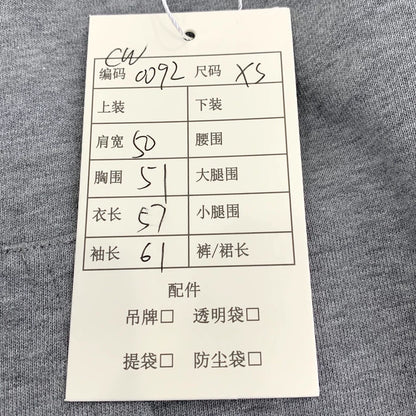 CW
编码 0092 尺码 XS
上装 下装
肩宽 50 腰围
胸围 51 大腿围
衣长 57 小腿围
袖长 61 裤/裙长
配件
吊牌□ 透明袋□
提袋□ 防尘袋□